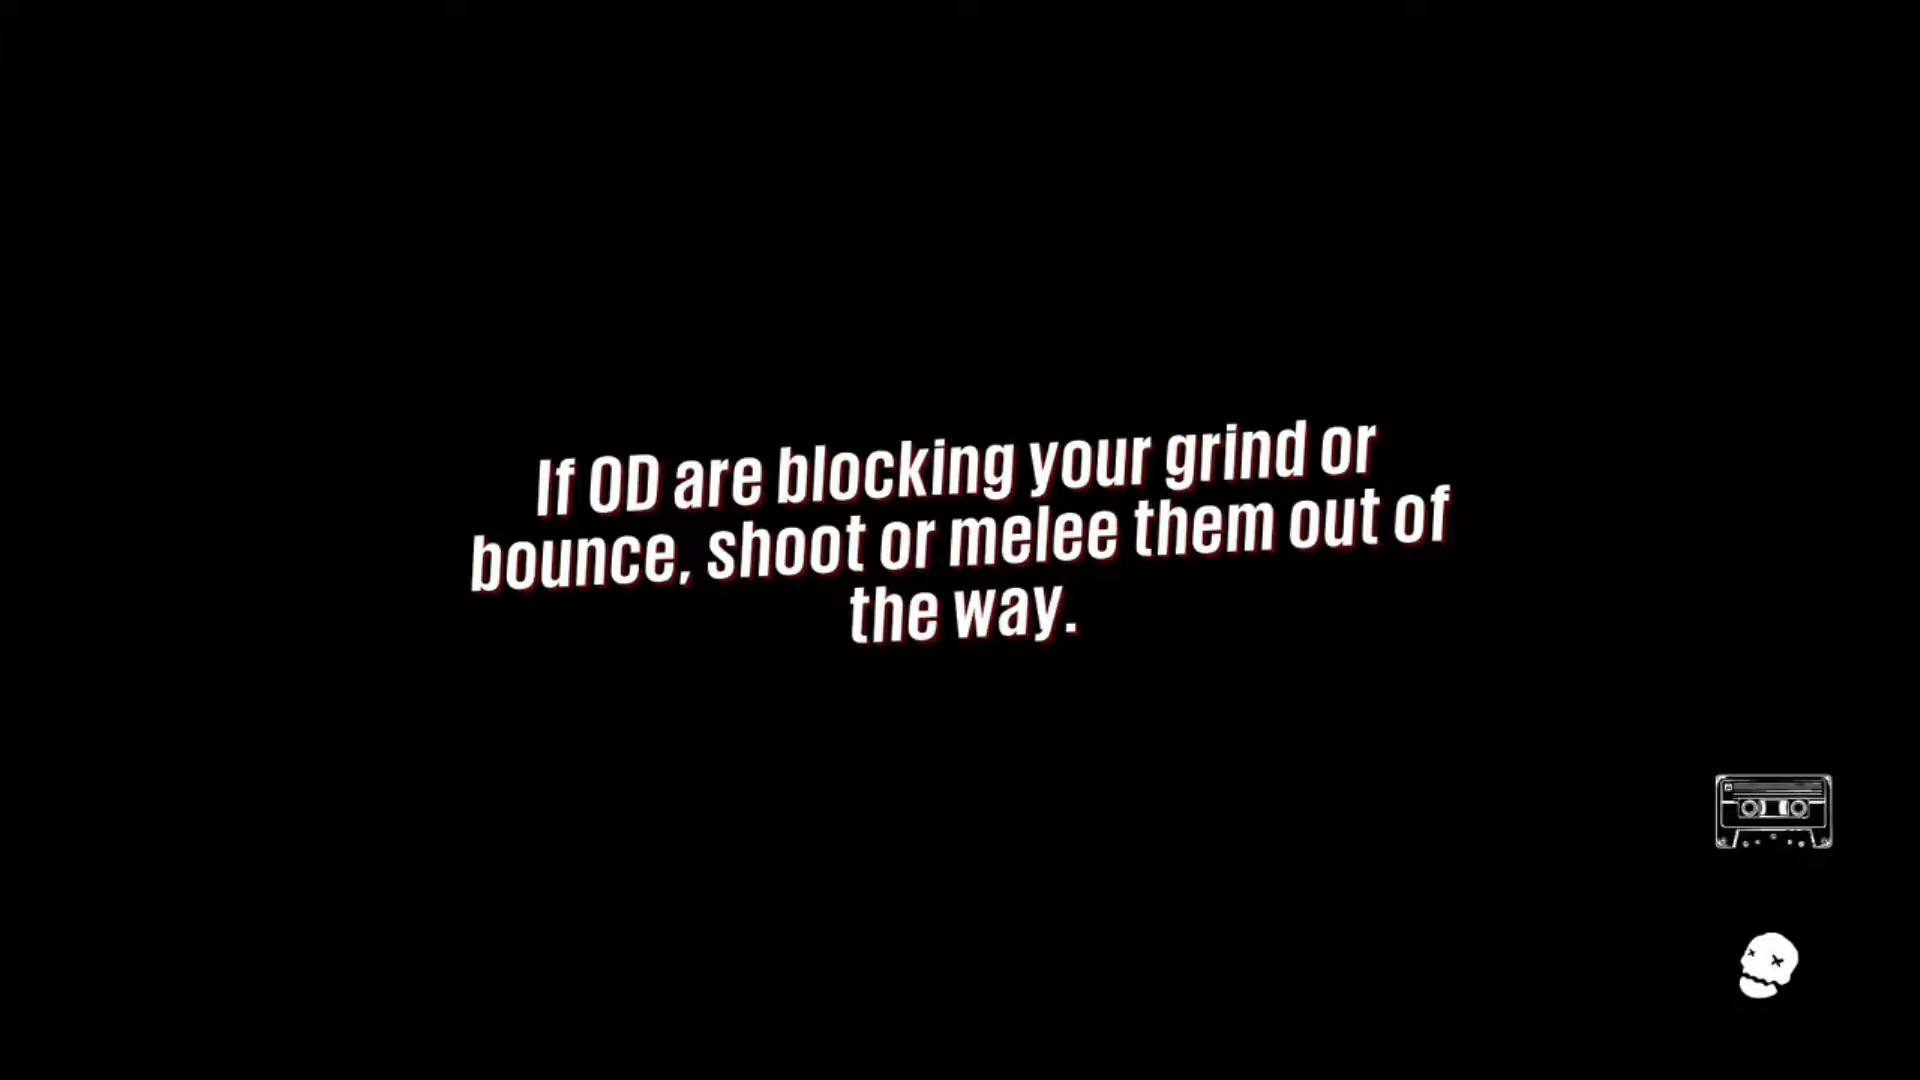 If OD are blocking your grind or
bounce, shoot or melee them out of
the way.